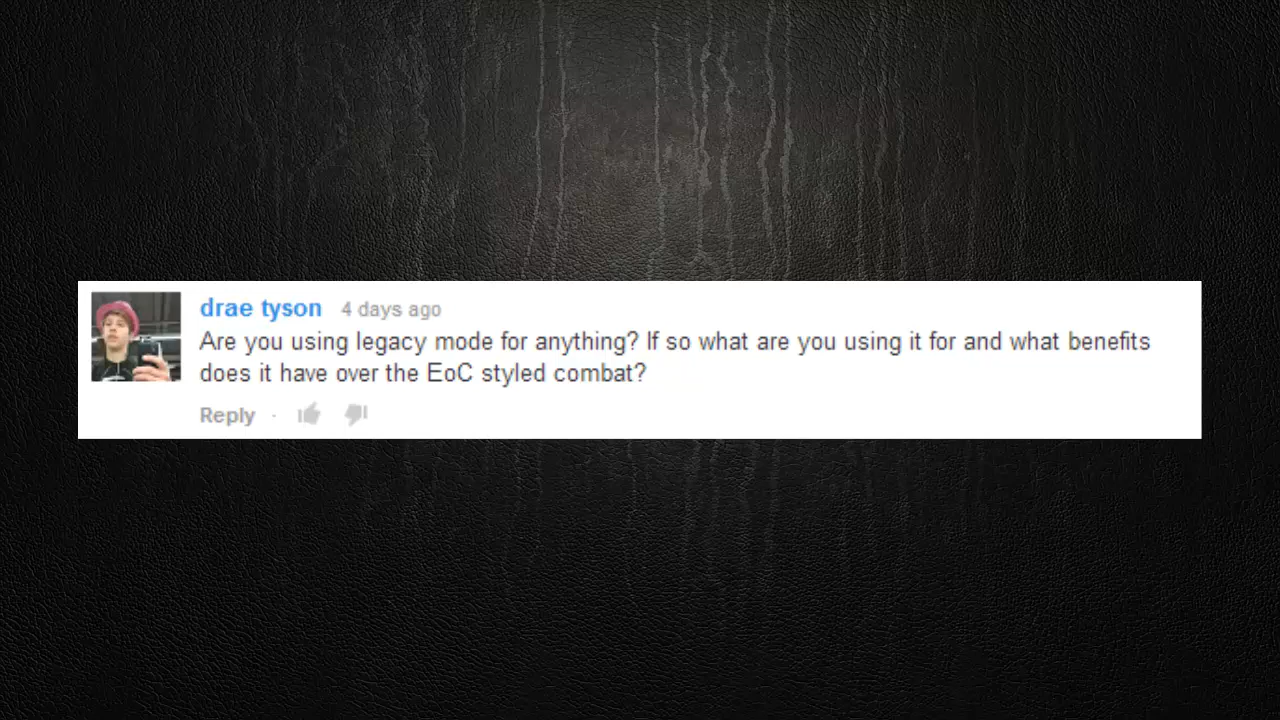 drae tyson 4 days ago
Are you using legacy mode for anything? If so what are you using it for and what benefits
does it have over the EoC styled combat?
Reply ·